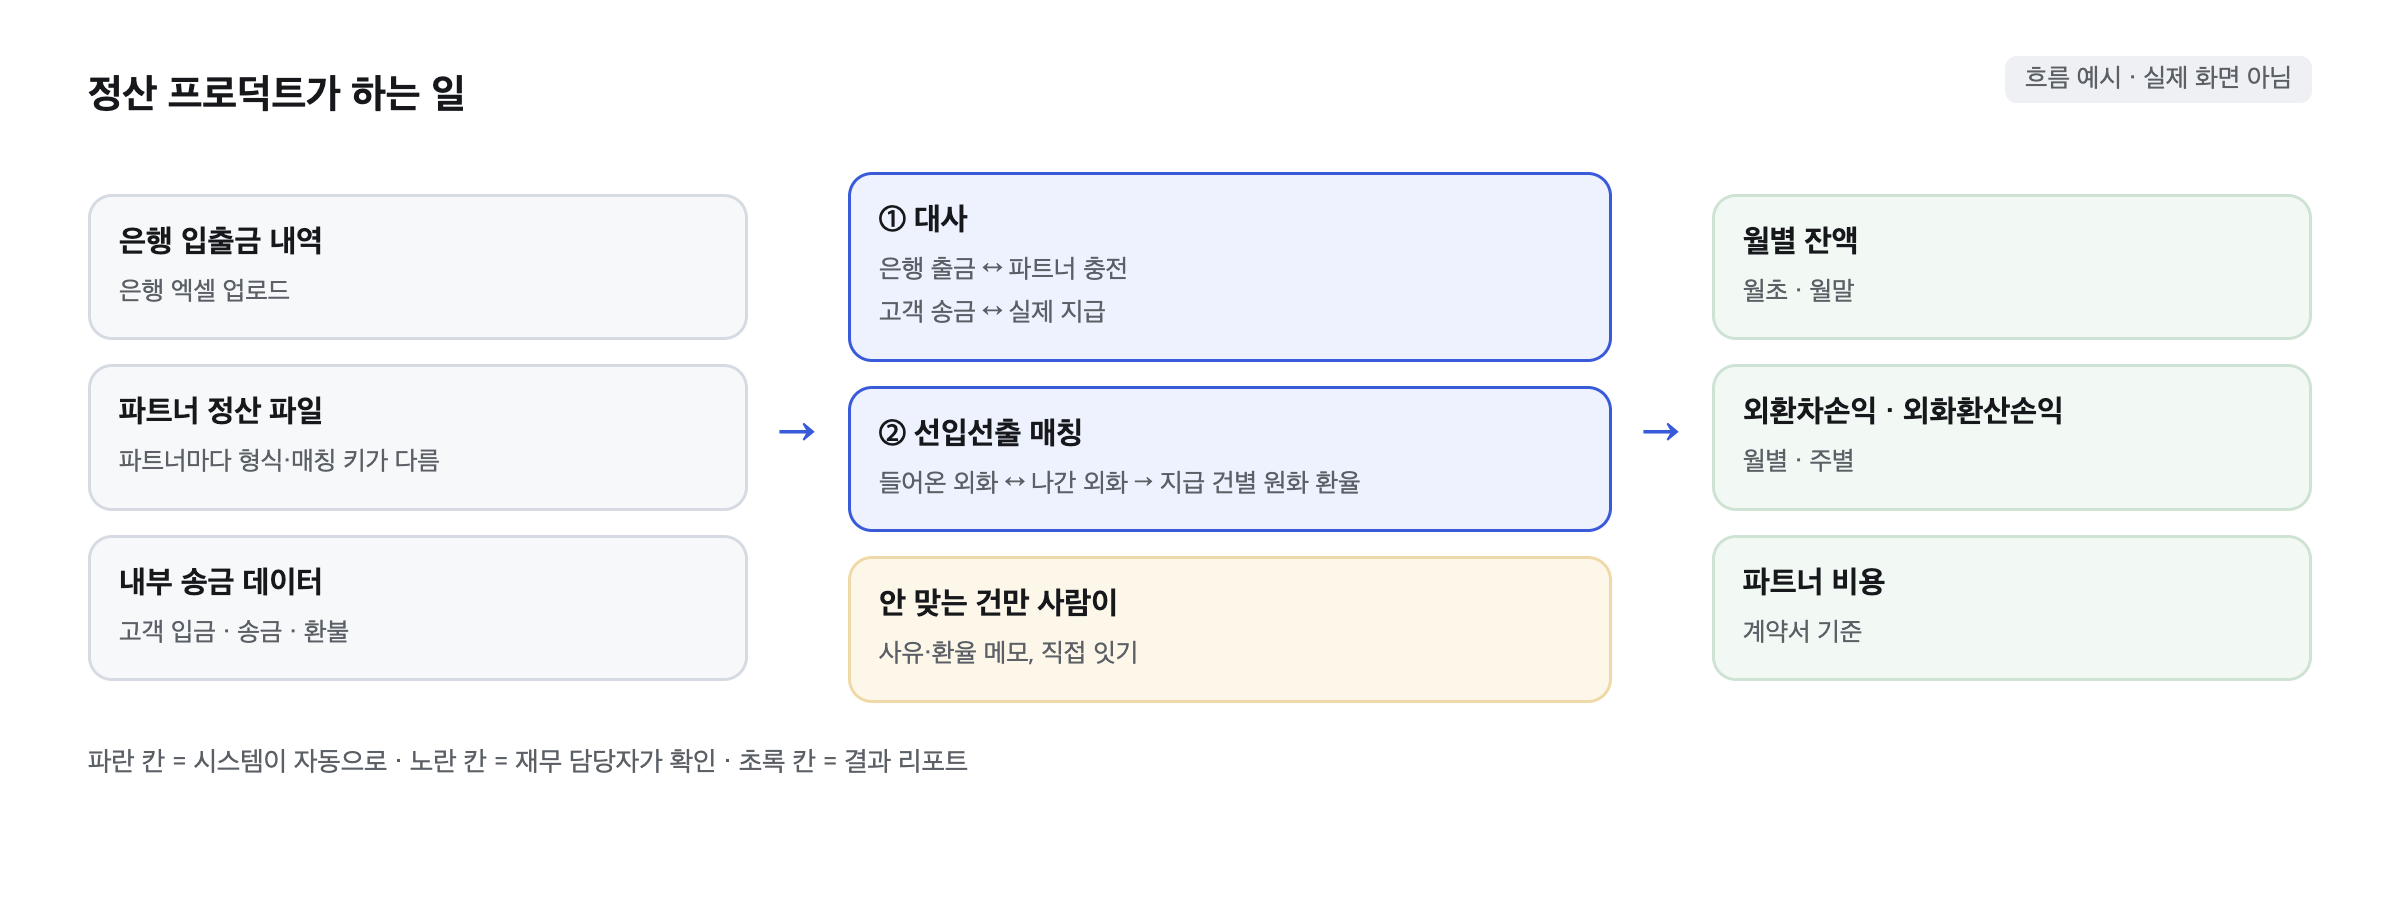 정산 프로덕트가 하는 일
흐름 예시 · 실제 화면 아님
은행 입출금 내역
은행 엑셀 업로드
파트너 정산 파일
파트너마다 형식·매칭 키가 다름
내부 송금 데이터
고객 입금 · 송금 · 환불
→
① 대사
은행 출금 ↔ 파트너 충전
고객 송금 ↔ 실제 지급
② 선입선출 매칭
들어온 외화 ↔ 나간 외화 → 지급 건별 원화 환율
안 맞는 건만 사람이
사유·환율 메모, 직접 잇기
→
월별 잔액
월초 · 월말
외환차손익 · 외화환산손익
월별 · 주별
파트너 비용
계약서 기준
파란 칸 = 시스템이 자동으로 · 노란 칸 = 재무 담당자가 확인 · 초록 칸 = 결과 리포트